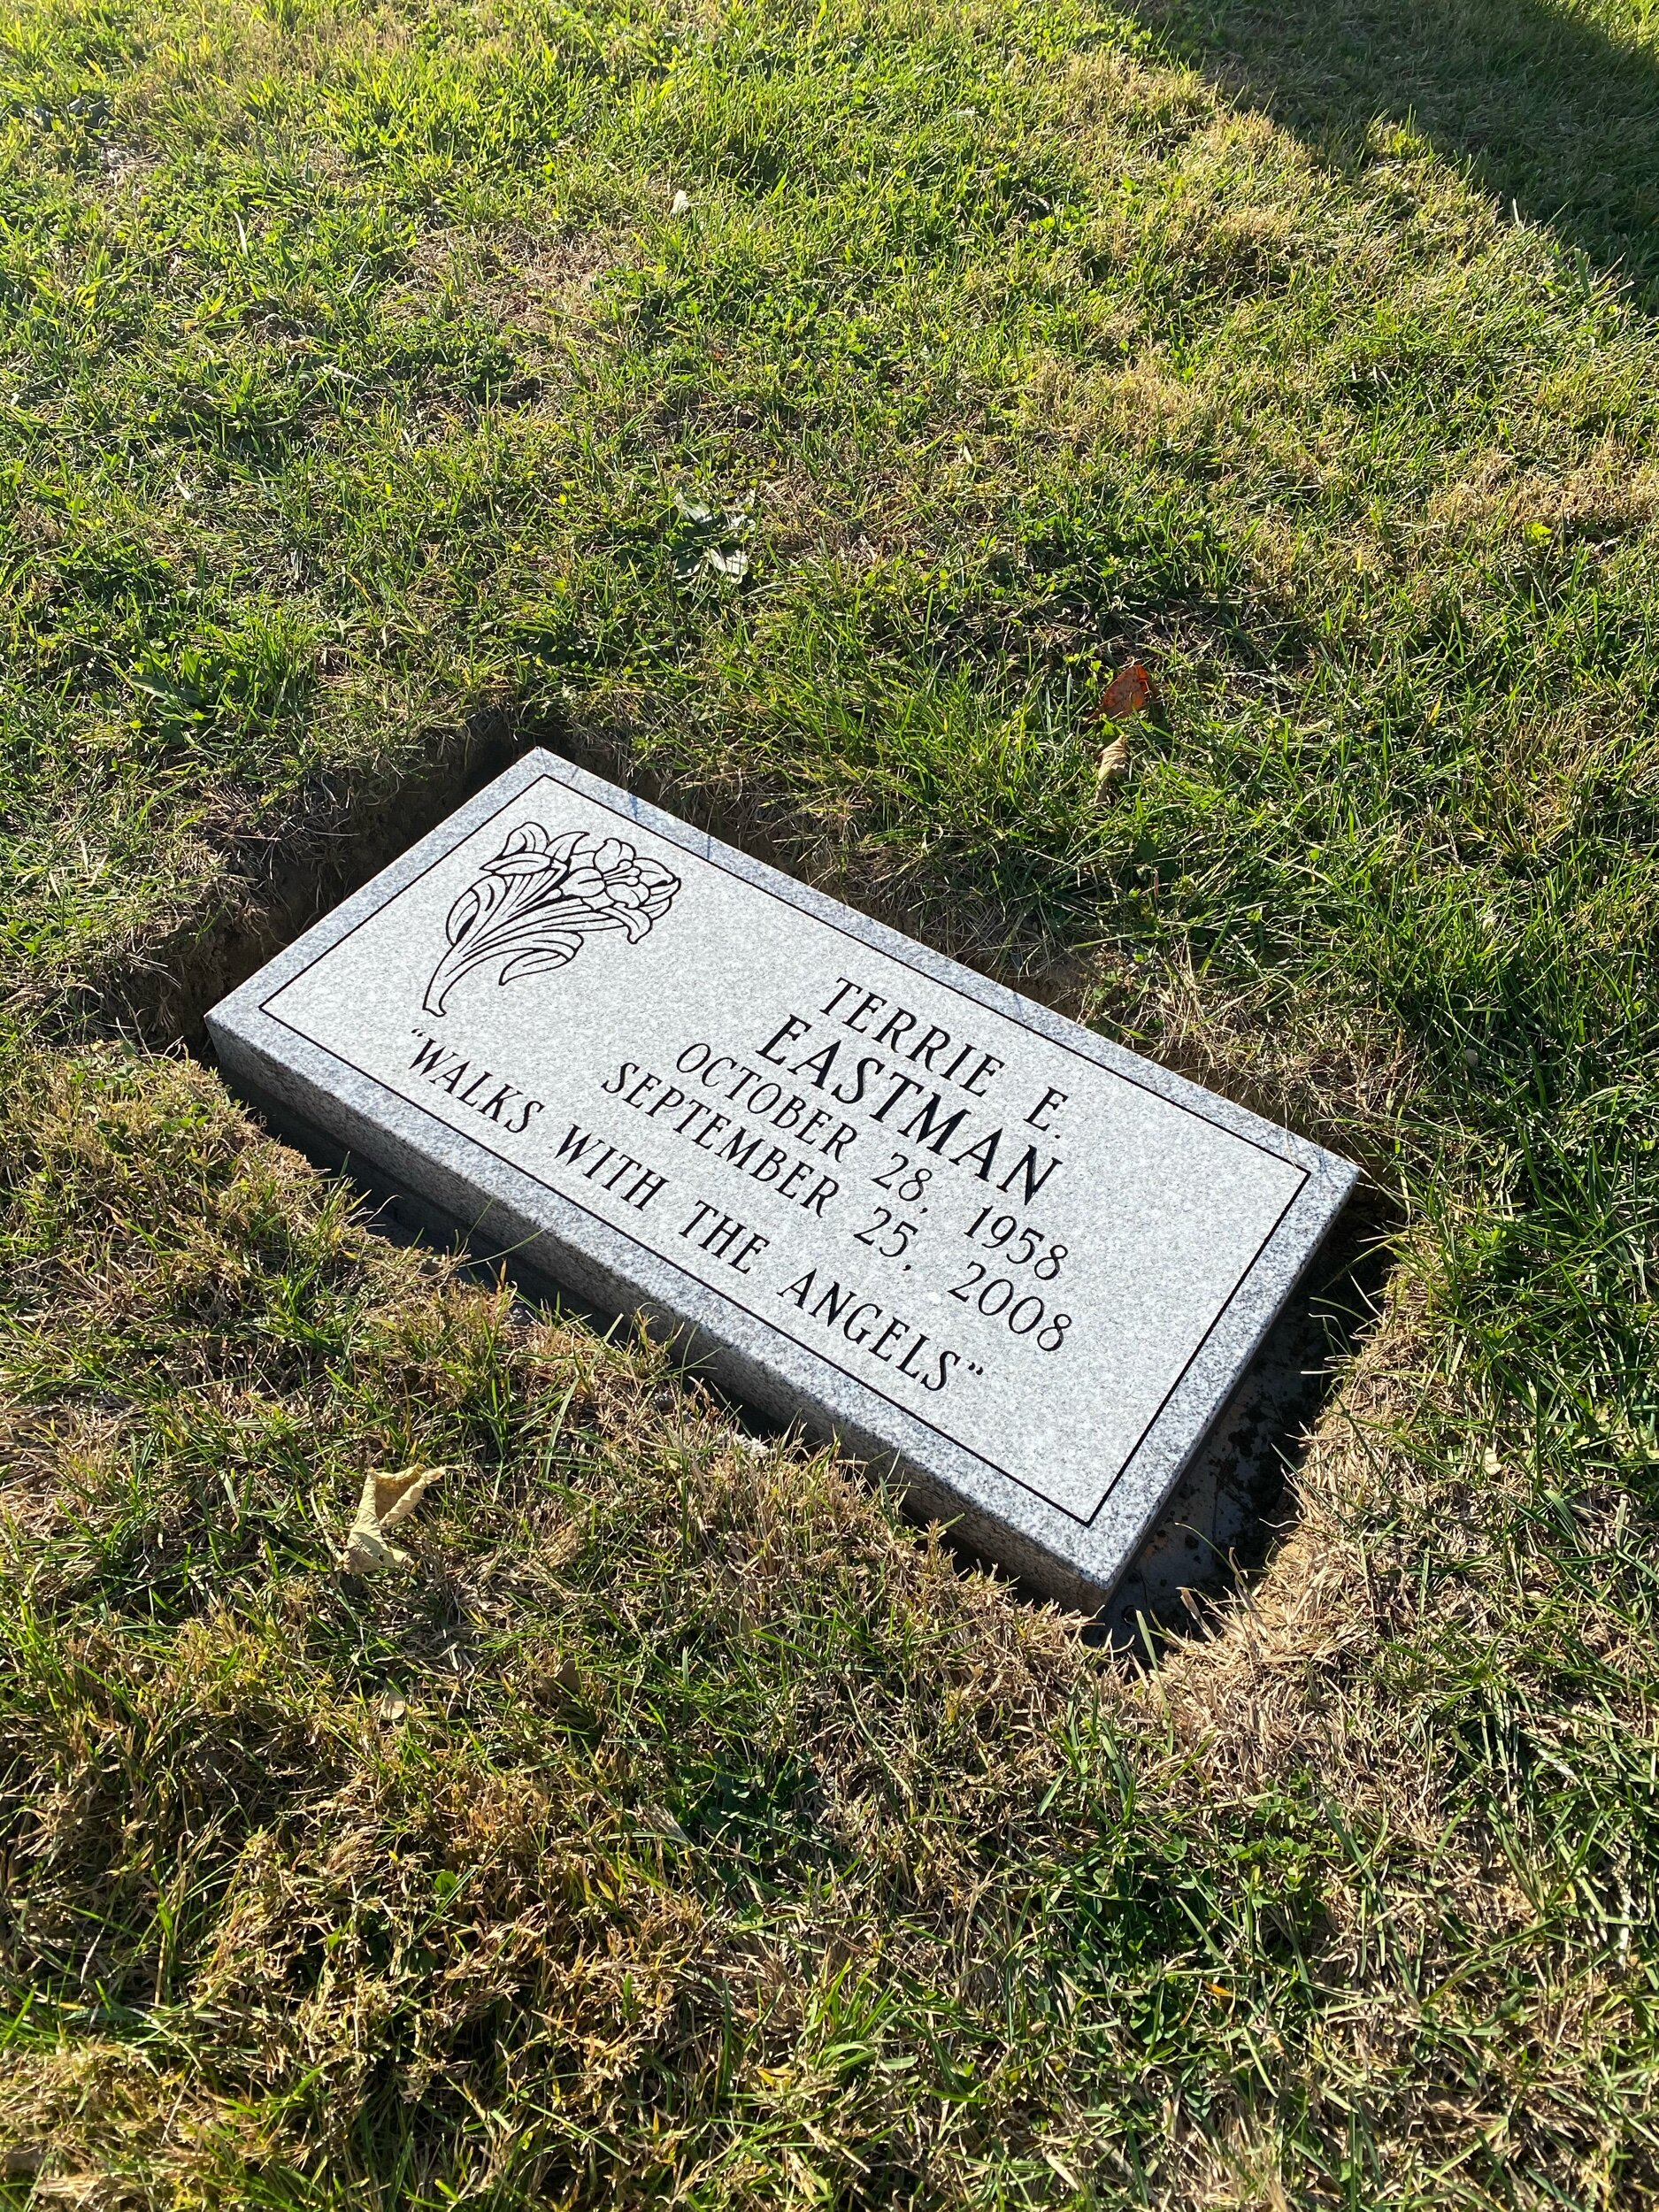 TERRIE E.
EASTMAN
OCTOBER 28, 1958
SEPTEMBER 25, 2008
“WALKS WITH THE ANGELS”